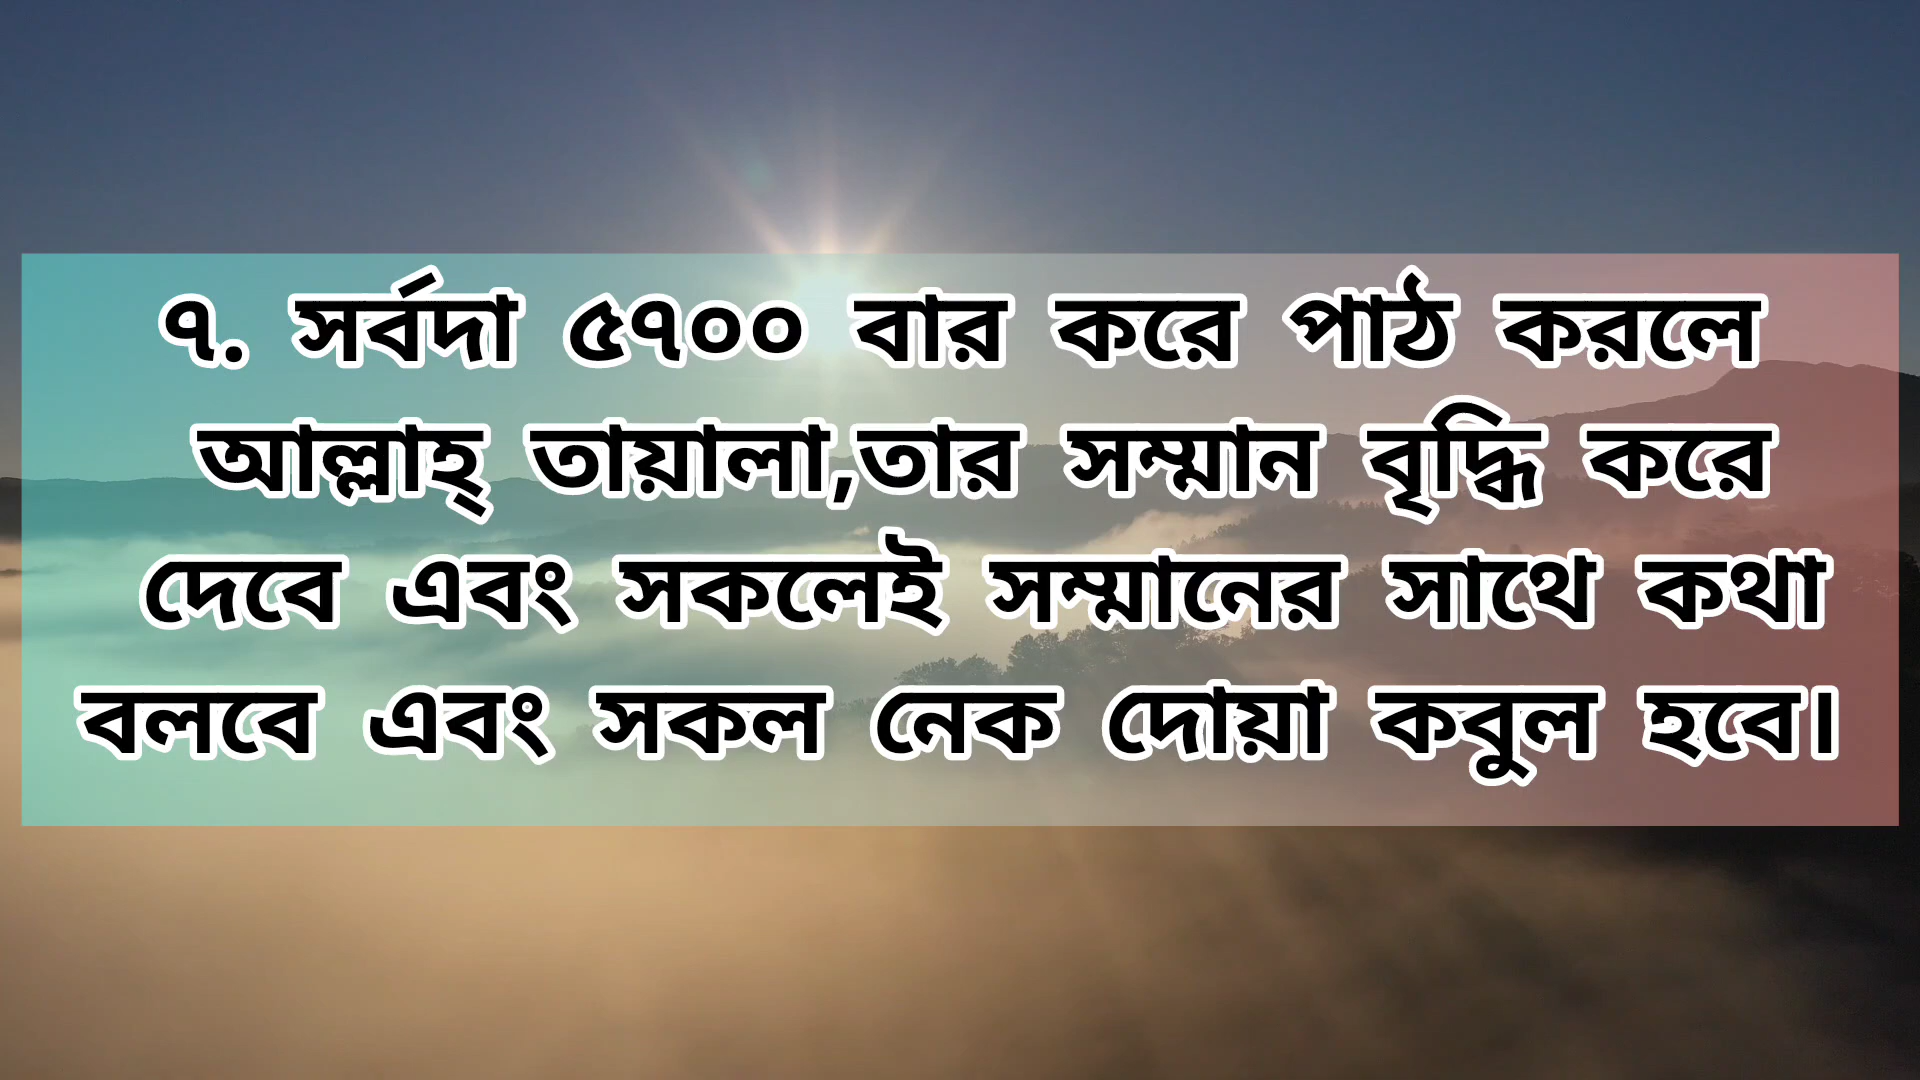 ৭. সর্বদা ৫৭০০ বার করে পাঠ করলে
আল্লাহ্ তায়ালা,তার সম্মান বৃদ্ধি করে
দেবে এবং সকলেই সম্মানের সাথে কথা
বলবে এবং সকল নেক দোয়া কবুল হবে।